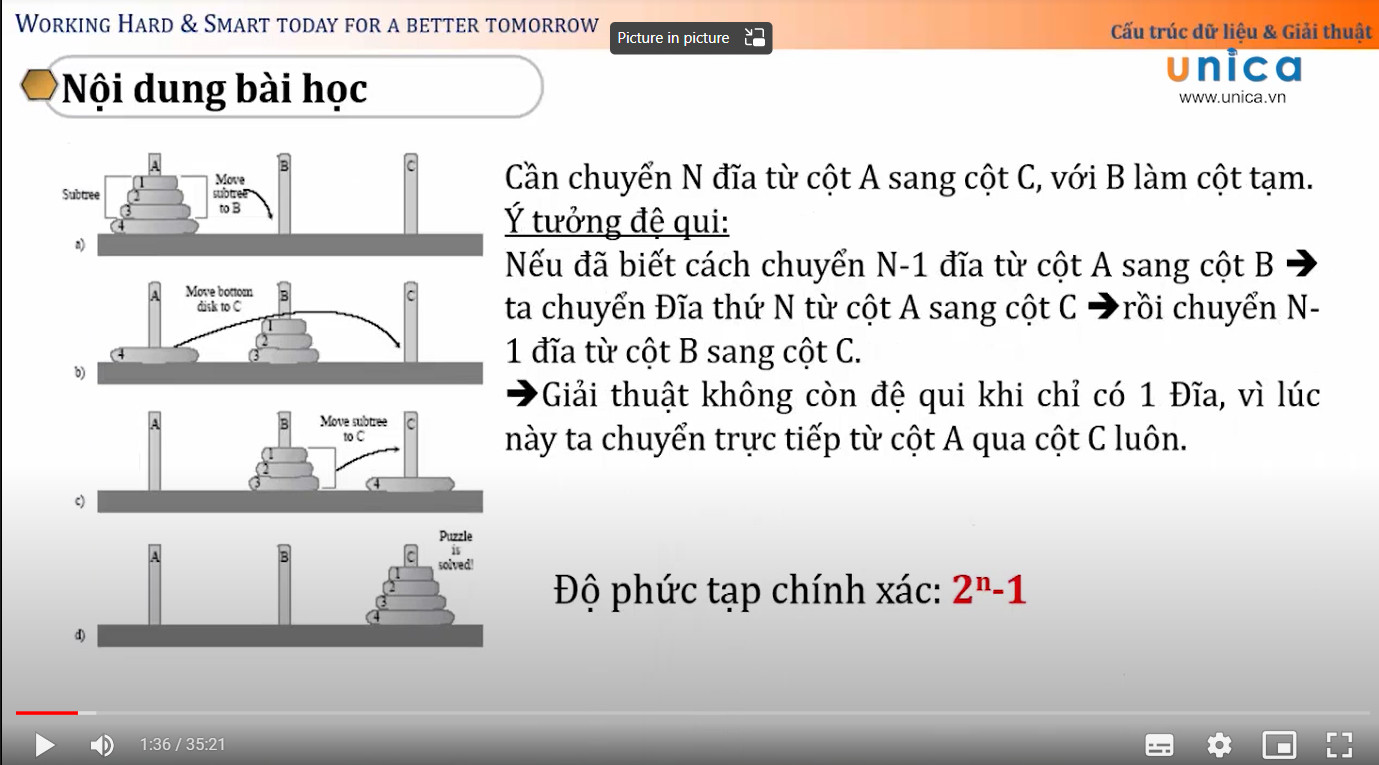 WORKING HARD & SMART TODAY FOR A BETTER TOMORROW
Picture in picture
Cấu trúc dữ liệu & Giải thuật
unica
www.unica.vn
Nội dung bài học
A
B
C
Subtree
1
2
3
4
Move
subtree
to B
a)
A
Move bottom
disk to C
B
C
1
2
3
4
b)
A
B
Move subtree
to C
C
1
2
3
4
c)
A
B
C
Puzzle
is
solved!
1
2
3
4
d)
Cần chuyển N đĩa từ cột A sang cột C, với B làm cột tạm.
Ý tưởng đệ qui:
Nếu đã biết cách chuyển N-1 đĩa từ cột A sang cột B ➔
ta chuyển Đĩa thứ N từ cột A sang cột C ➔rồi chuyển N-
1 đĩa từ cột B sang cột C.
➔Giải thuật không còn đệ qui khi chỉ có 1 Đĩa, vì lúc
này ta chuyển trực tiếp từ cột A qua cột C luôn.
Độ phức tạp chính xác: 2ⁿ-1
1:36 / 35:21